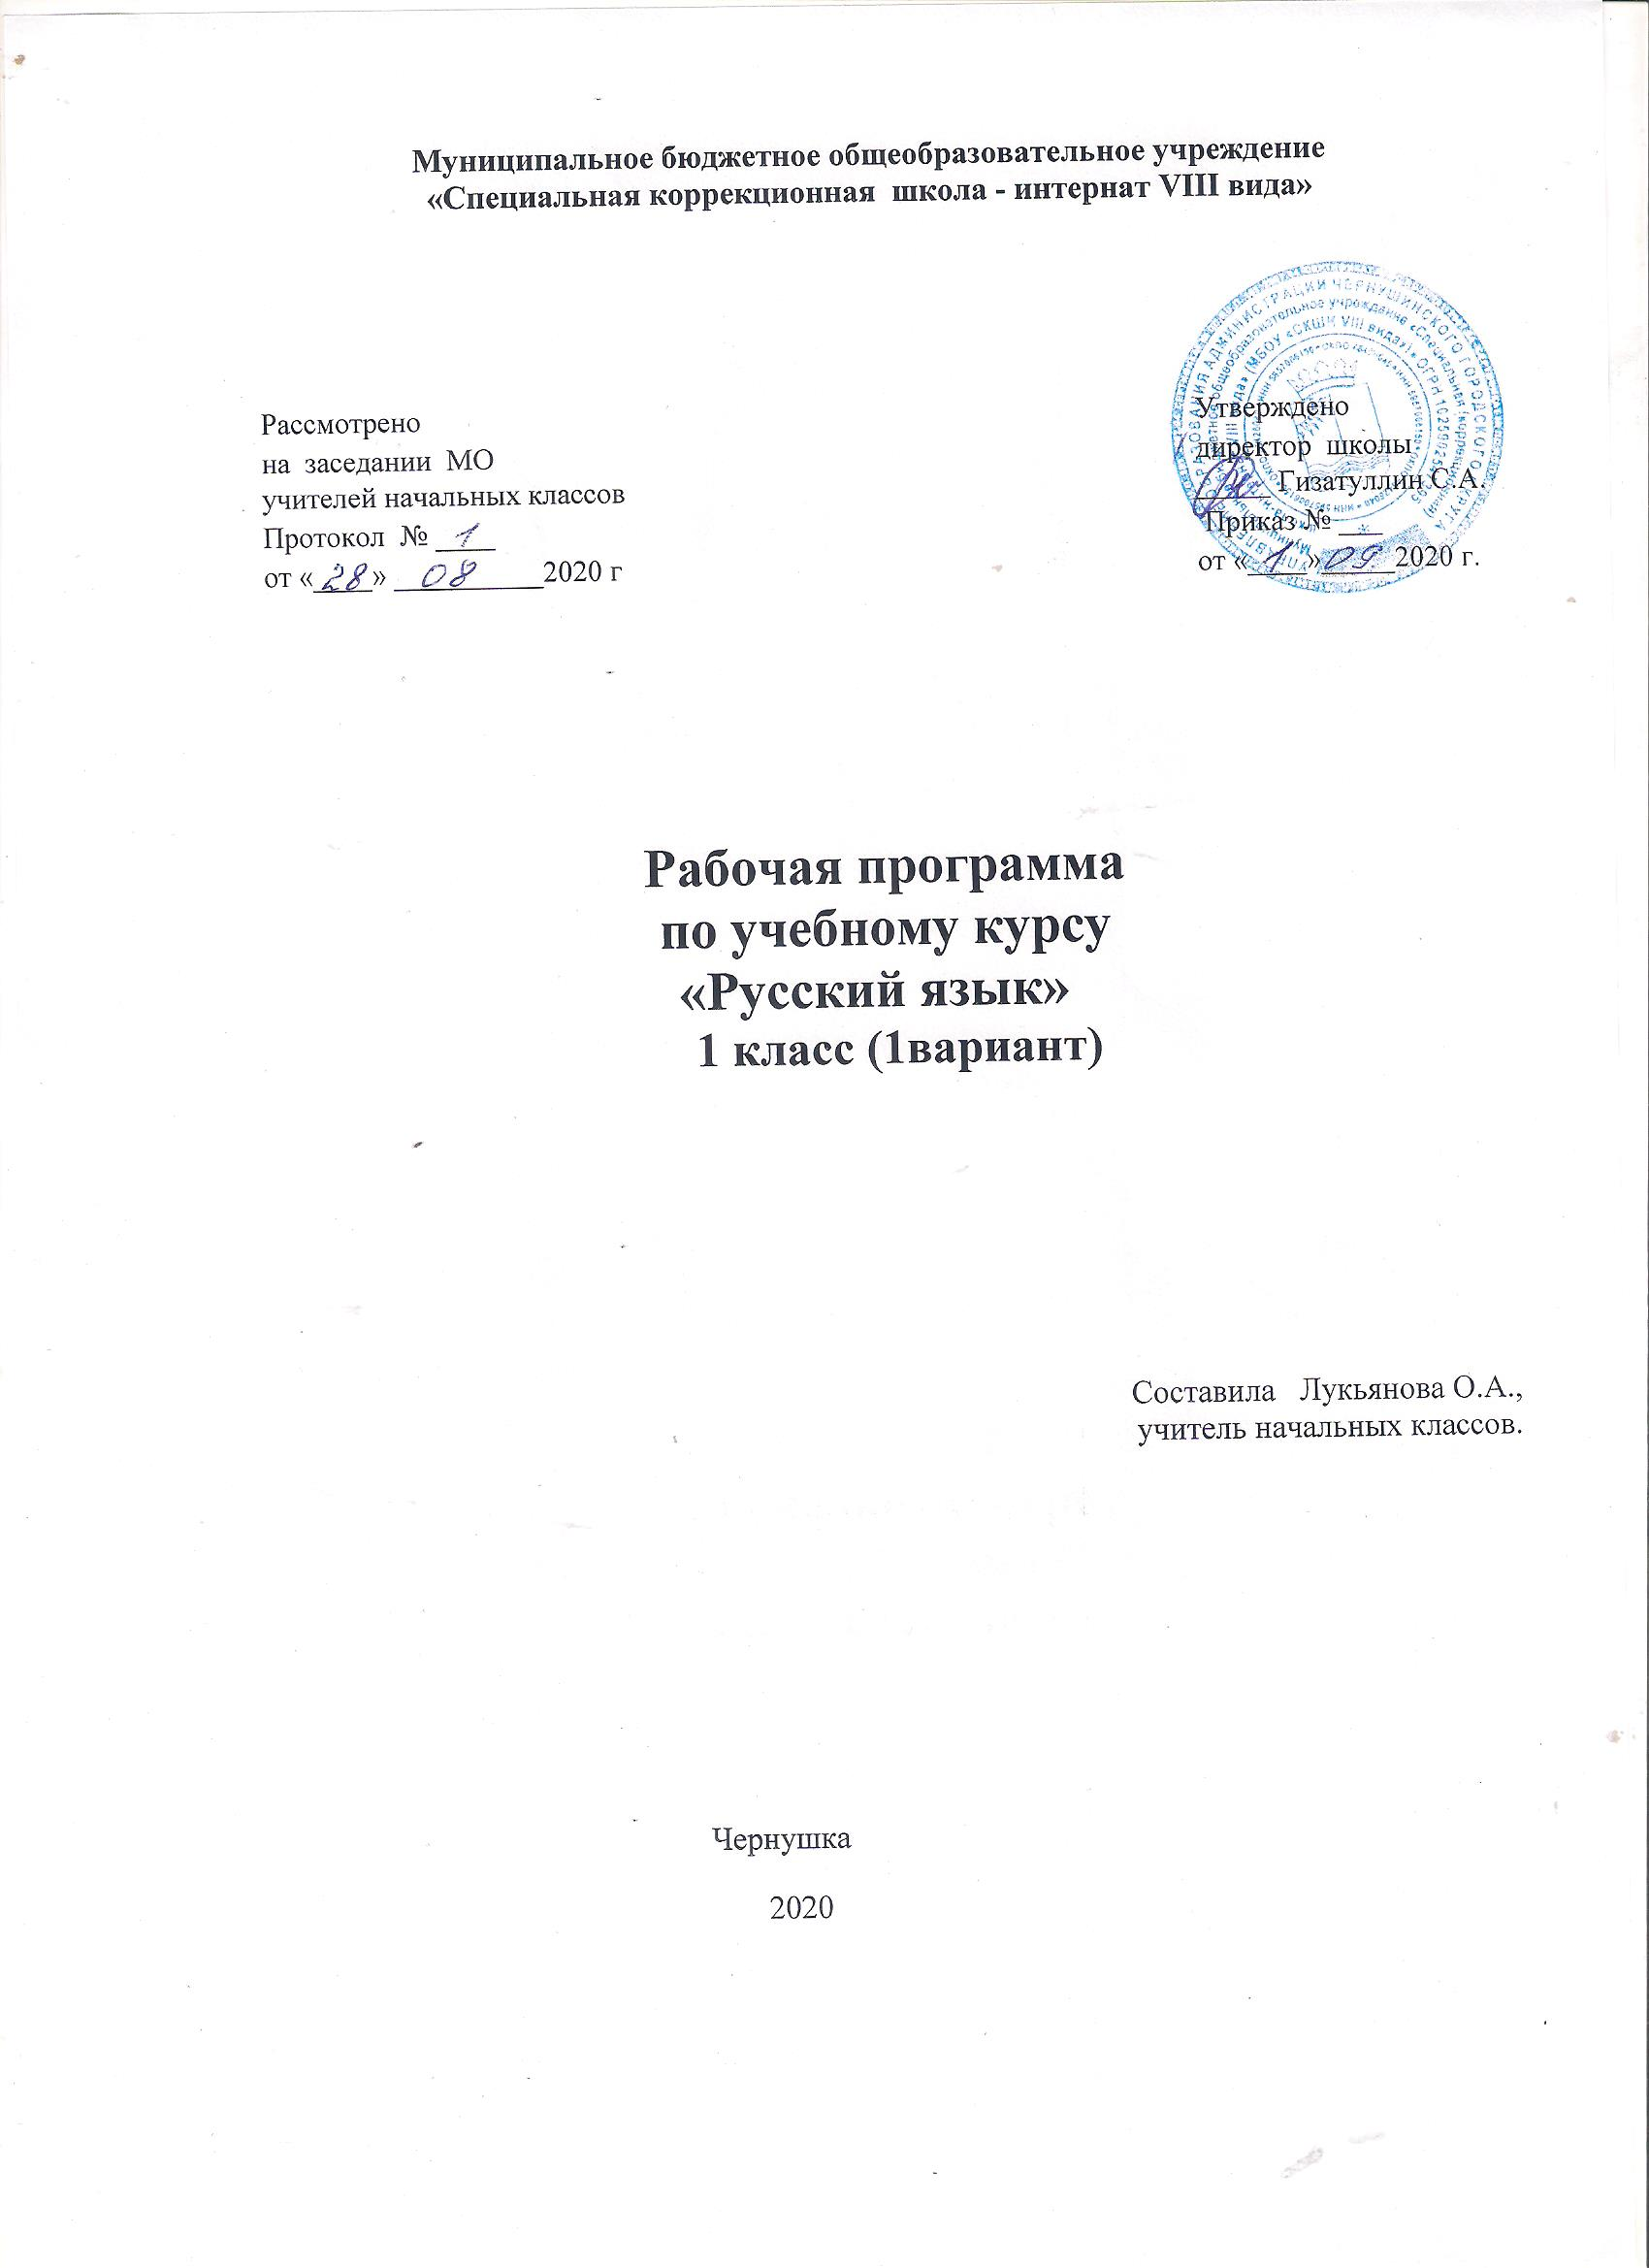 Муниципальное бюджетное общеобразовательное учреждение
«Специальная коррекционная школа - интернат VIII вида»
Рассмотрено
на заседании МО
учителей начальных классов
Протокол № 1
от «28» 08 2020 г
Утверждено
директор школы
Гизатуллин С.А.
Приказ № ___
от «1» 09. 2020 г.
Рабочая программа
по учебному курсу
«Русский язык»
1 класс (1вариант)
Составила Лукьянова О.А.,
учитель начальных классов.
Чернушка
2020